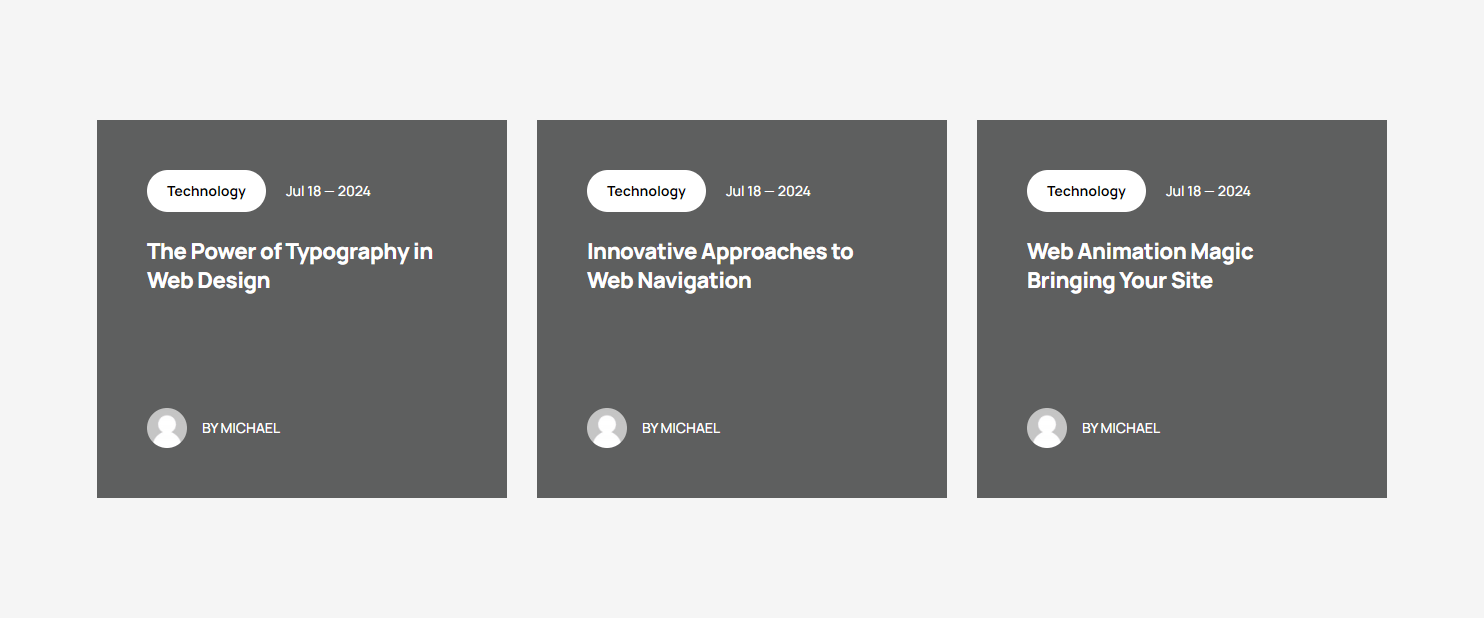 Technology
Jul 18 — 2024
The Power of Typography in
Web Design
BY MICHAEL
Technology
Jul 18 — 2024
Innovative Approaches to
Web Navigation
BY MICHAEL
Technology
Jul 18 — 2024
Web Animation Magic
Bringing Your Site
BY MICHAEL